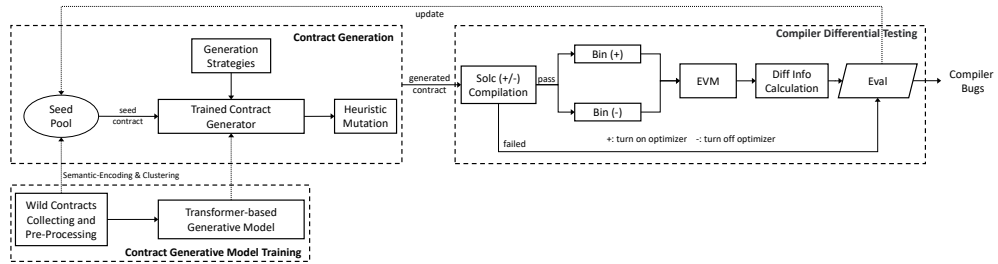 update
Contract Generation
Compiler Differential Testing
Generation
Strategies
Seed
Pool
seed
contract
Trained Contract
Generator
Heuristic
Mutation
generated
contract
Solc (+/-)
Compilation
pass
Bin (+)
Bin (-)
EVM
Diff Info
Calculation
Eval
Compiler
Bugs
failed
+: turn on optimizer -: turn off optimizer
Semantic-Encoding & Clustering
Wild Contracts
Collecting and
Pre-Processing
Transformer-based
Generative Model
Contract Generative Model Training